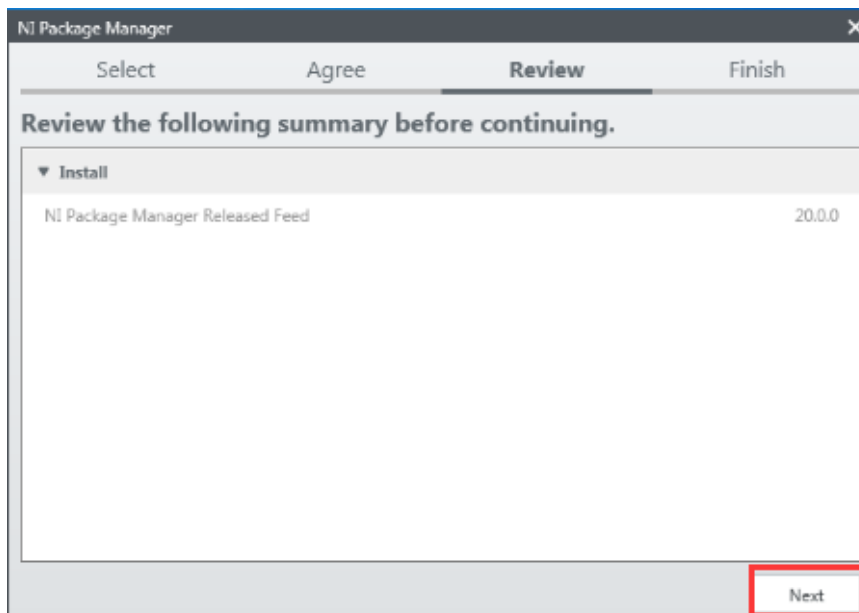 NI Package Manager
Select Agree Review Finish
Review the following summary before continuing.
Install
NI Package Manager Released Feed 20.0.0
Next